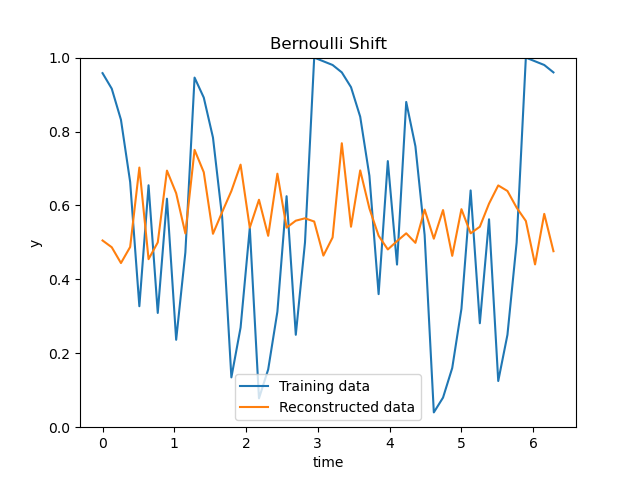 Bernoulli Shift
y
1.0
0.8
0.6
0.4
0.2
0.0
Training data
Reconstructed data
0 1 2 3 4 5 6
time